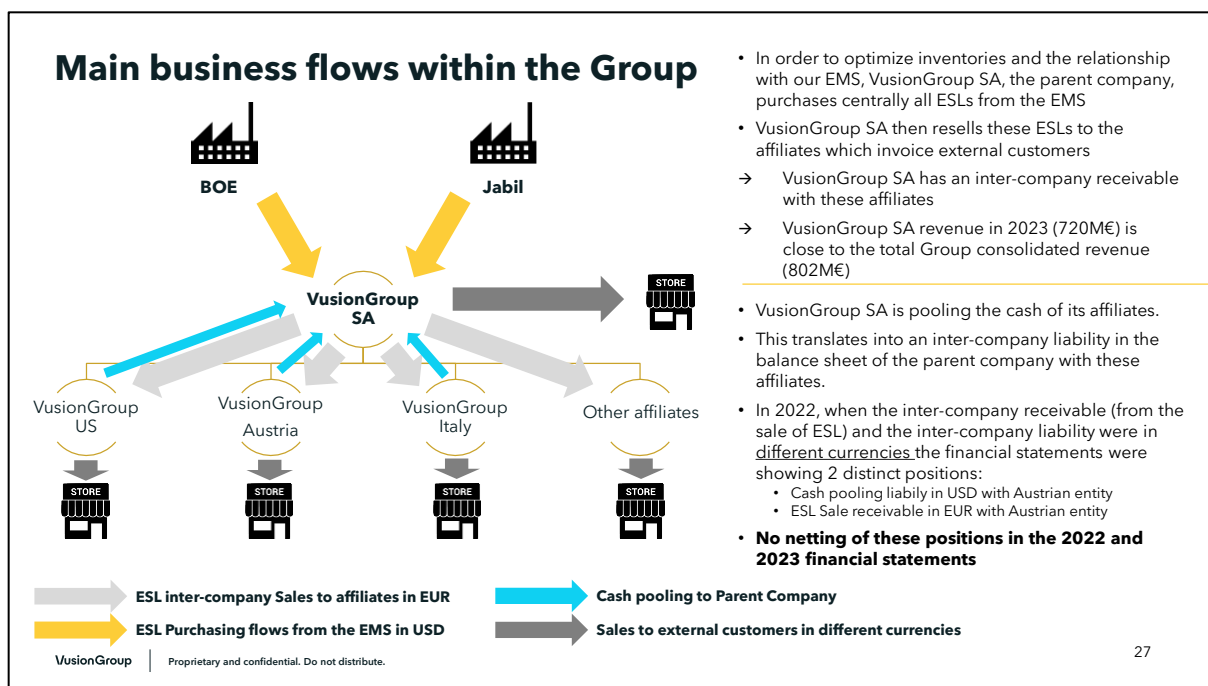 Main business flows within the Group
BOE
Jabil
VusionGroup
SA
STORE
VusionGroup
US
VusionGroup
Austria
VusionGroup
Italy
Other affiliates
STORE
STORE
STORE
STORE
• In order to optimize inventories and the relationship
with our EMS, VusionGroup SA, the parent company,
purchases centrally all ESLs from the EMS
• VusionGroup SA then resells these ESLs to the
affiliates which invoice external customers
→ VusionGroup SA has an inter-company receivable
with these affiliates
→ VusionGroup SA revenue in 2023 (720M€) is
close to the total Group consolidated revenue
(802M€)
• VusionGroup SA is pooling the cash of its affiliates.
• This translates into an inter-company liability in the
balance sheet of the parent company with these
affiliates.
• In 2022, when the inter-company receivable (from the
sale of ESL) and the inter-company liability were in
different currencies the financial statements were
showing 2 distinct positions:
• Cash pooling liabily in USD with Austrian entity
• ESL Sale receivable in EUR with Austrian entity
• No netting of these positions in the 2022 and
2023 financial statements
ESL inter-company Sales to affiliates in EUR
Cash pooling to Parent Company
ESL Purchasing flows from the EMS in USD
Sales to external customers in different currencies
VusionGroup | Proprietary and confidential. Do not distribute.
27